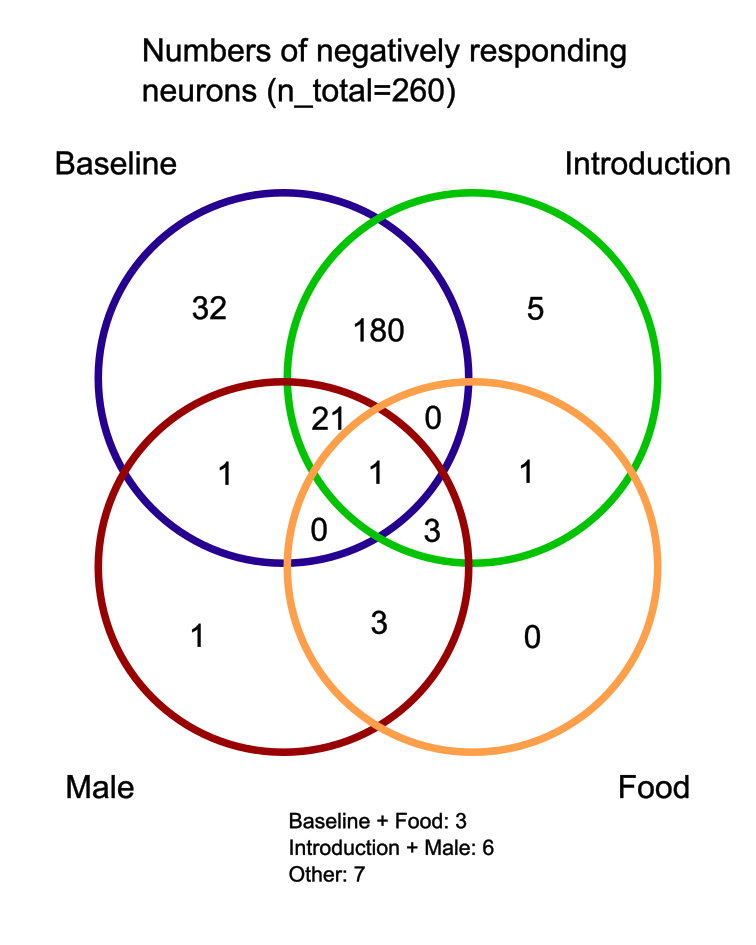 Numbers of negatively responding
neurons (n_total=260)
Baseline
Introduction
32
180
5
21
0
1
1
1
0
3
1
3
0
Male
Food
Baseline + Food: 3
Introduction + Male: 6
Other: 7